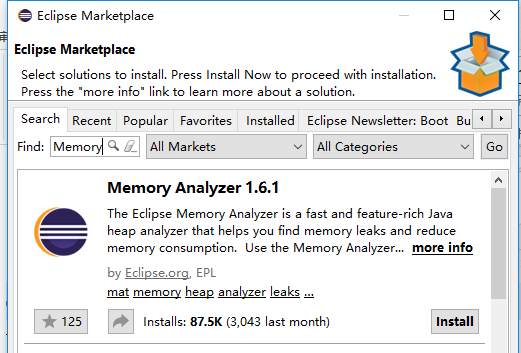 Eclipse Marketplace
Eclipse Marketplace
Select solutions to install. Press Install Now to proceed with installation.
Press the "more info" link to learn more about a solution.
Search Recent Popular Favorites Installed Eclipse Newsletter: Boot Bu
Find: Memory All Markets All Categories Go
Memory Analyzer 1.6.1
The Eclipse Memory Analyzer is a fast and feature-rich Java
heap analyzer that helps you find memory leaks and reduce
memory consumption. Use the Memory Analyzer... more info
by Eclipse.org, EPL
mat memory heap analyzer leaks ...
125 Installs: 87.5K (3,043 last month) Install